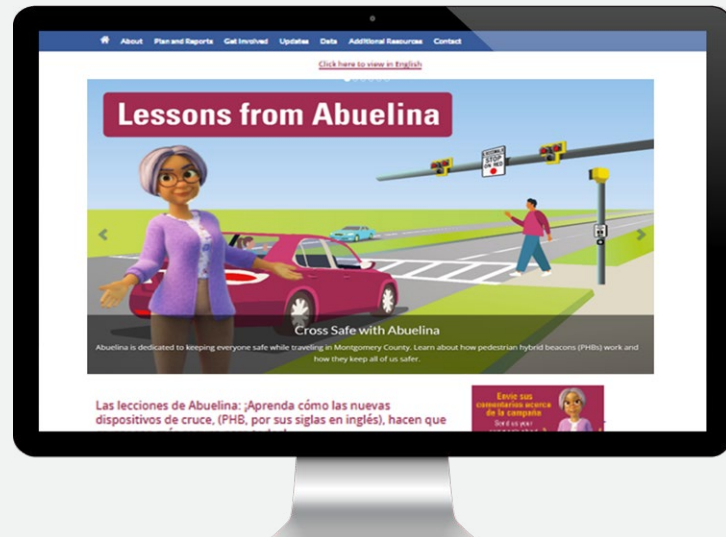 About Plan and Reports Get Involved Updates Data Additional Resources Contact
Click here to view in English
Lessons from Abuelina
CROSSWALK
STOP
ON RED
Cross Safe with Abuelina
Abuelina is dedicated to keeping everyone safe while traveling in Montgomery County. Learn about how pedestrian hybrid beacons (PHBs) work and
how they keep all of us safer.
Las lecciones de Abuelina: ¡Aprenda cómo las nuevas
dispositivos de cruce, (PHB, por sus siglas en inglés), hacen que
Envíe sus
comentarios acerca
de la campaña
Send us your